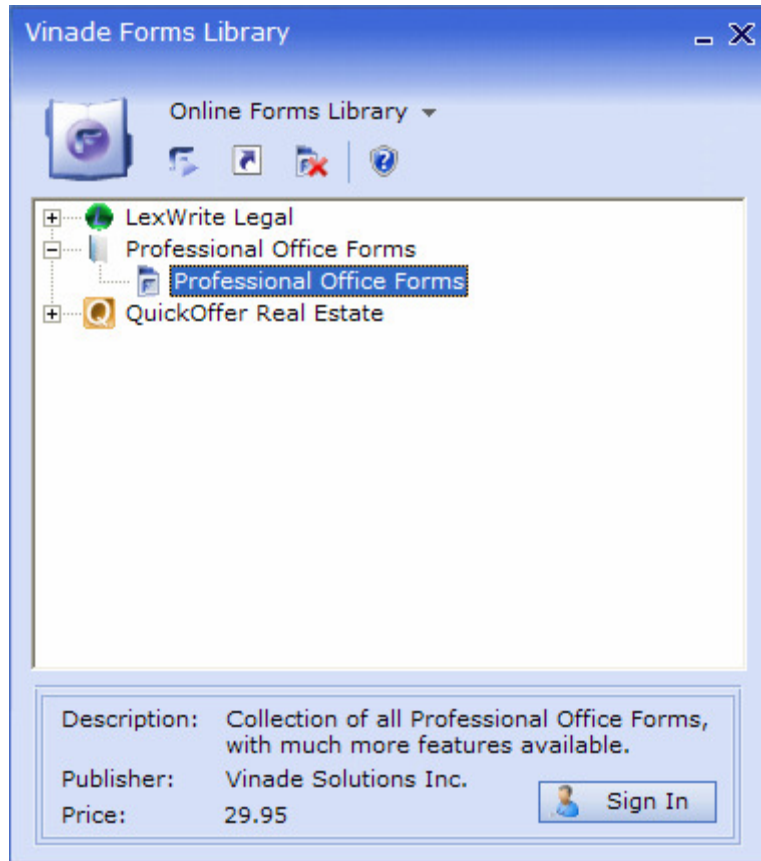 Vinade Forms Library
Online Forms Library
LexWrite Legal
Professional Office Forms
Professional Office Forms
QuickOffer Real Estate
Description: Collection of all Professional Office Forms,
with much more features available.
Publisher: Vinade Solutions Inc.
Price: 29.95
Sign In